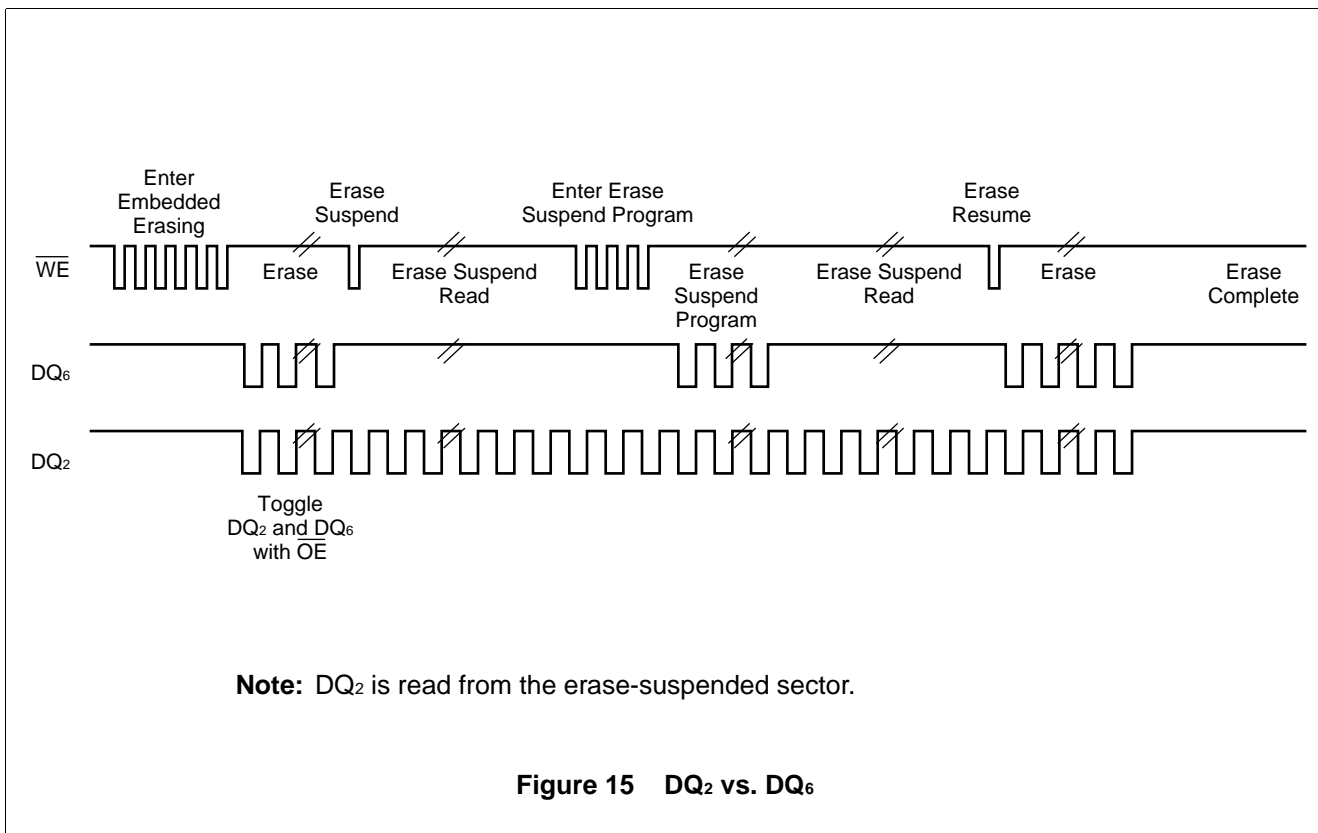 Enter
Embedded
Erasing
Erase
Suspend
Enter Erase
Suspend Program
Erase
Resume
WE
Erase
Erase Suspend
Read
Erase
Suspend
Program
Erase Suspend
Read
Erase
Erase
Complete
DQ6
DQ2
Toggle
DQ2 and DQ6
with OE
Note: DQ2 is read from the erase-suspended sector.
Figure 15 DQ2 vs. DQ6